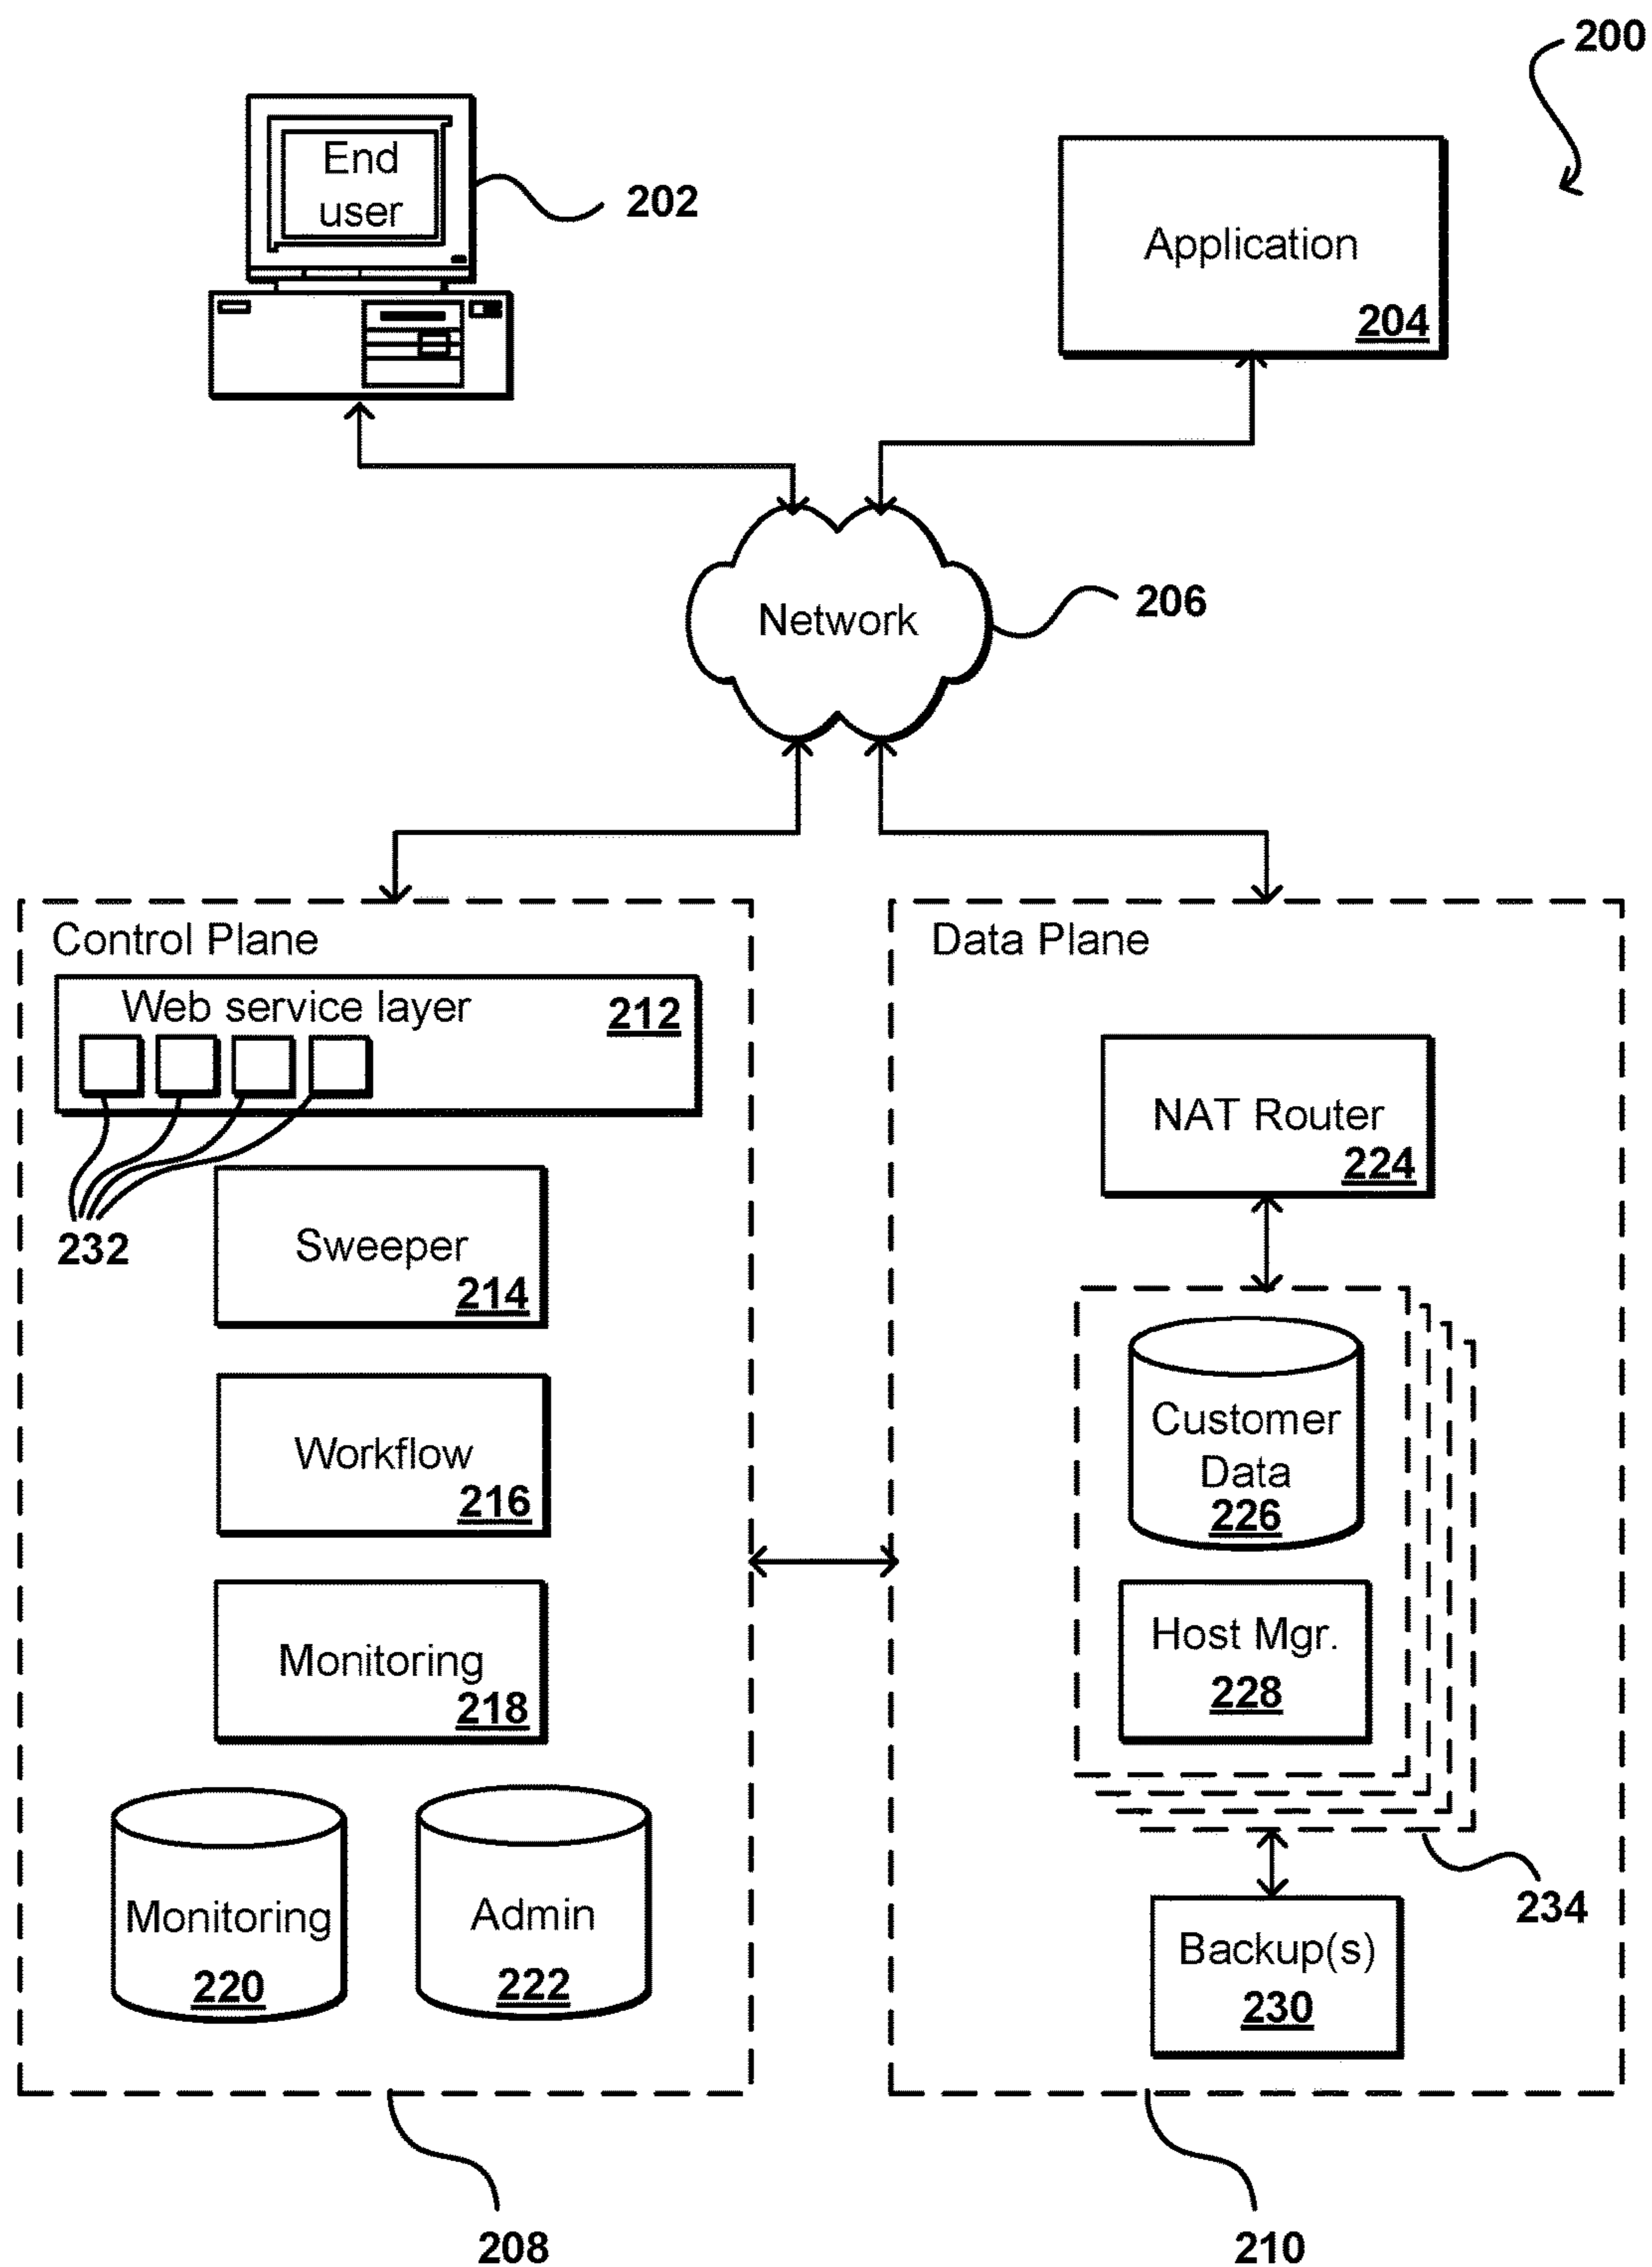 200
End
user
202
Application
204
Network
206
Control Plane
Web service layer
212
232
Sweeper
214
Workflow
216
Monitoring
218
Monitoring
220
Admin
222
208
Data Plane
NAT Router
224
Customer
Data
226
Host Mgr.
228
234
Backup(s)
230
210